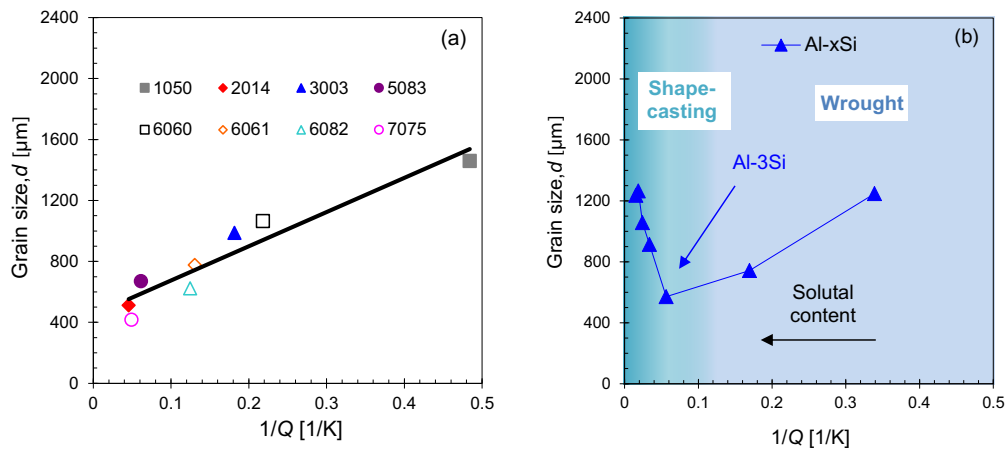 (a)
2400
2000
1600
1200
800
400
0
Grain size, d [µm]
1050 2014 3003 5083
6060 6061 6082 7075
0 0.1 0.2 0.3 0.4 0.5
1/Q [1/K]
(b)
2400
2000
1600
1200
800
400
0
Grain size, d [µm]
Al-xSi
Shape-
casting
Wrought
Al-3Si
Solutal
content
0 0.1 0.2 0.3 0.4 0.5
1/Q [1/K]